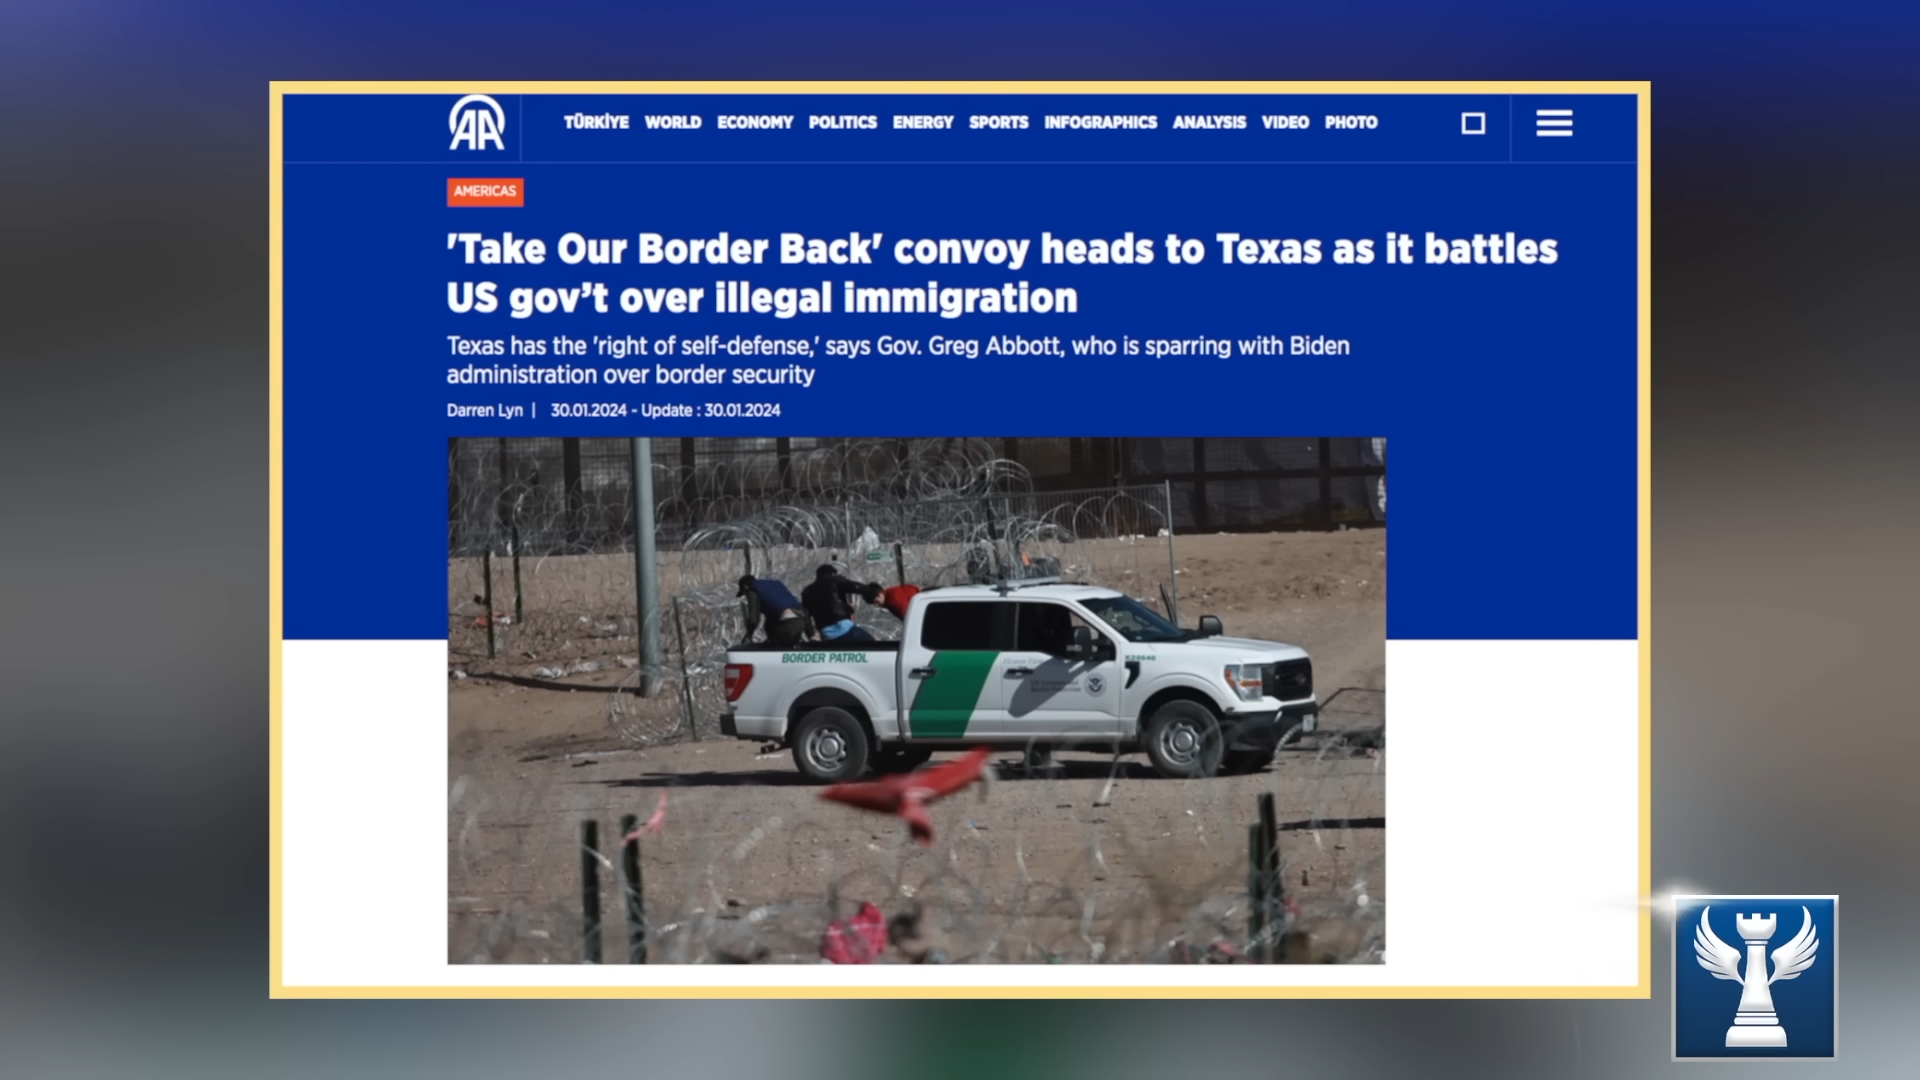 AA
TÜRKİYE WORLD ECONOMY POLITICS ENERGY SPORTS INFOGRAPHICS ANALYSIS VIDEO PHOTO
AMERICAS
'Take Our Border Back' convoy heads to Texas as it battles
US gov’t over illegal immigration
Texas has the 'right of self-defense,' says Gov. Greg Abbott, who is sparring with Biden
administration over border security
Darren Lyn | 30.01.2024 - Update : 30.01.2024
BORDER PATROL